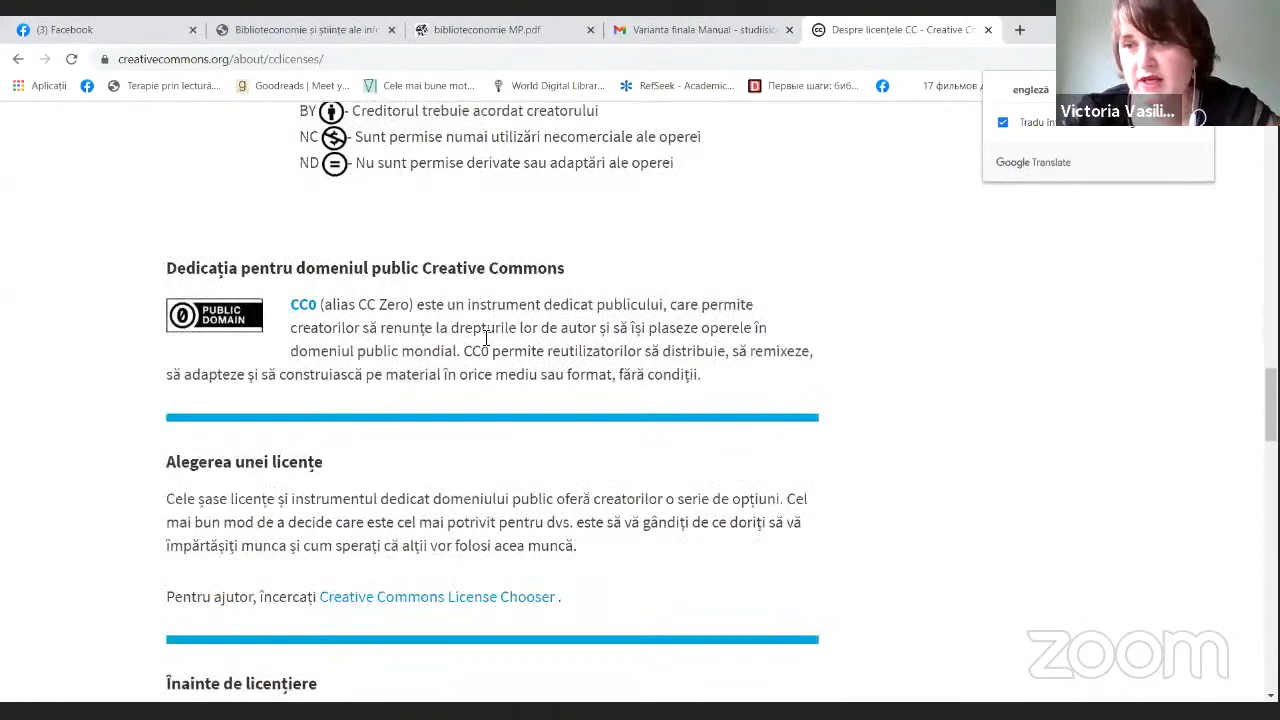 (3) Facebook
Biblioteconomie și științe ale inf
biblioteconomie MP.pdf
Varianta finala Manual - studiisio
Despre licențele CC - Creative Co
creativecommons.org/about/cclicenses/
Aplicații
Terapie prin lectură....
Goodreads | Meet y...
Cele mai bune imit...
World Digital Librar...
RefSeek - Academic...
Первые шаги: биб...
17 фильмов д
engleză
Tradu în
Google Translate
Victoria Vasili...
BY - Creditorul trebuie acordat creatorului
NC $ - Sunt permise numai utilizări necomerciale ale operei
ND = - Nu sunt permise derivate sau adaptări ale operei
Dedicația pentru domeniul public Creative Commons
0 PUBLIC
DOMAIN
CC0 (alias CC Zero) este un instrument dedicat publicului, care permite
creatorilor să renunțe la drepturile lor de autor și să își plaseze operele în
domeniul public mondial. CC0 permite reutilizatorilor să distribuie, să remixeze,
să adapteze și să construiască pe material în orice mediu sau format, fără condiții.
Alegerea unei licențe
Cele șase licențe și instrumentul dedicat domeniului public oferă creatorilor o serie de opțiuni. Cel
mai bun mod de a decide care este cel mai potrivit pentru dvs. este să vă gândiți de ce doriți să vă
împărtășiți munca și cum sperați că alții vor folosi acea muncă.
Pentru ajutor, încercați Creative Commons License Chooser .
Înainte de licențiere
zoom